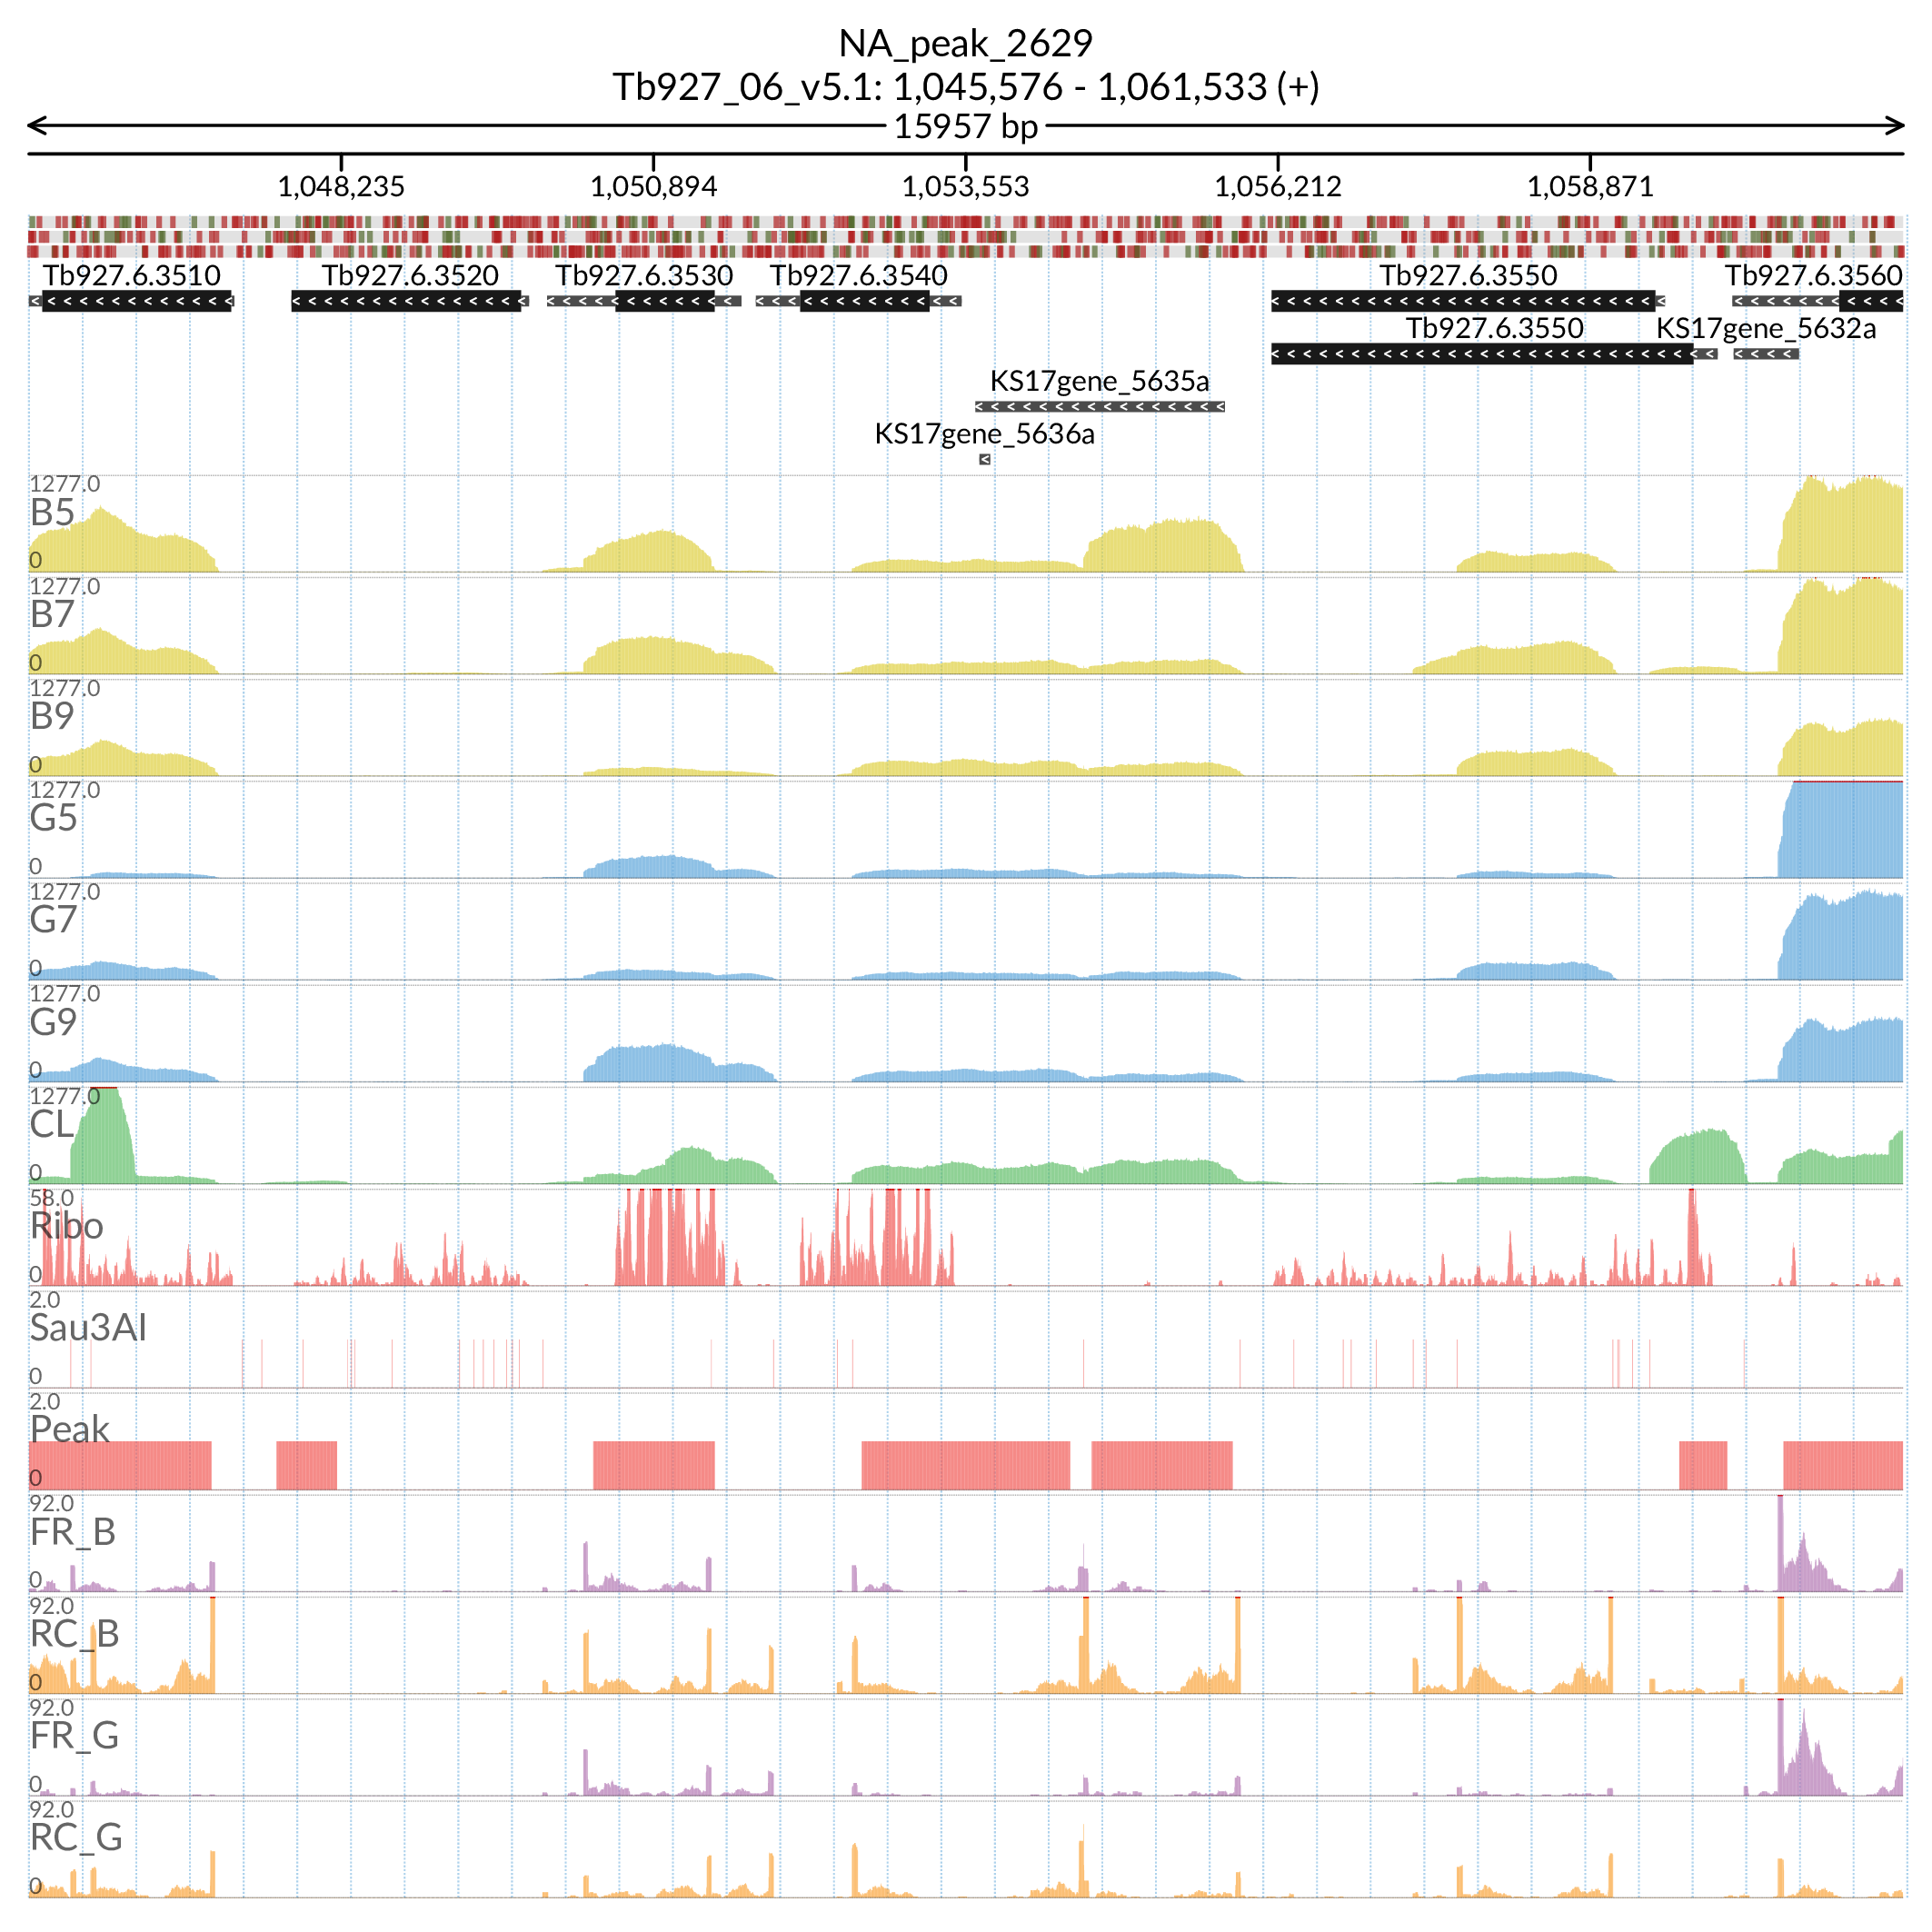 NA_peak_2629
Tb927_06_v5.1: 1,045,576 - 1,061,533 (+)
15957 bp
1,048,235 1,050,894 1,053,553 1,056,212 1,058,871
Tb927.6.3510 Tb927.6.3520 Tb927.6.3530 Tb927.6.3540 Tb927.6.3550 Tb927.6.3560
Tb927.6.3550 KS17gene_5632a
KS17gene_5635a
KS17gene_5636a
1277.0
B5
0
1277.0
B7
0
1277.0
B9
0
1277.0
G5
0
1277.0
G7
0
1277.0
G9
0
1277.0
CL
0
58.0
Ribo
0
2.0
Sau3AI
0
2.0
Peak
0
92.0
FR_B
0
92.0
RC_B
0
92.0
FR_G
0
92.0
RC_G
0